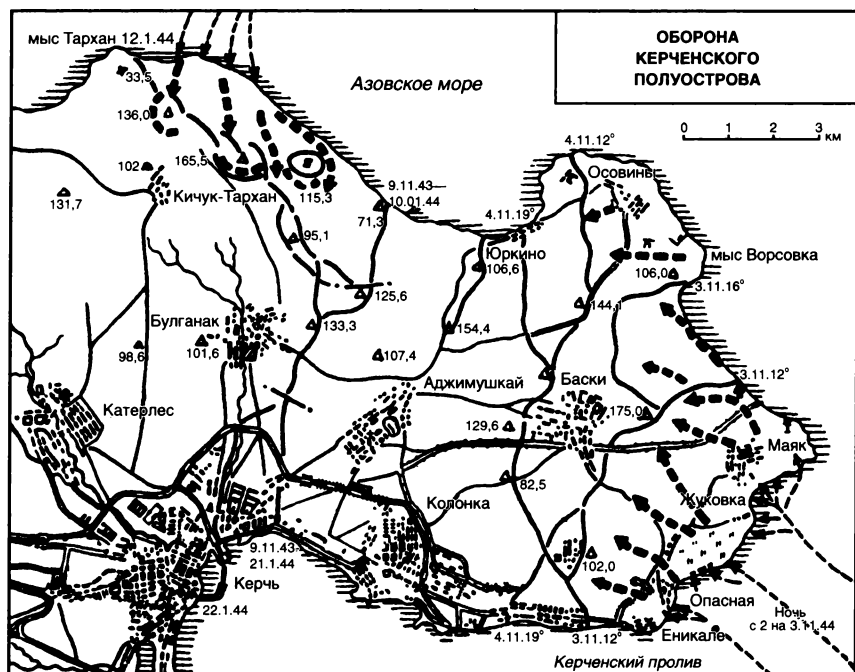 мыс Тархан 12.1.44
ОБОРОНА
КЕРЧЕНСКОГО
ПОЛУОСТРОВА
33,5
Азовское море
0 1 2 3
км
136,0
4.11.12°
165,5
Осовины
102
9.11.43—
10.01.44
131,7
Кичук-Тархан
115,3
71,3
4.11.19°
95,1
Юркино
106,6
мыс Ворсовка
106,0
3.11.16°
125,6
144,1
Булганак
133,3
154,4
98,6
101,6
107,4
3.11.12°
Аджимушкай
Баски
Катерлес
175,0
129,6
Маяк
82,5
Колонка
Жуковка
9.11.43—
21.1.44
102,0
Керчь
22.1.44
Опасная
Ночь
с 2 на 3.11.44
4.11.19°
3.11.12°
Еникале
Керченский пролив